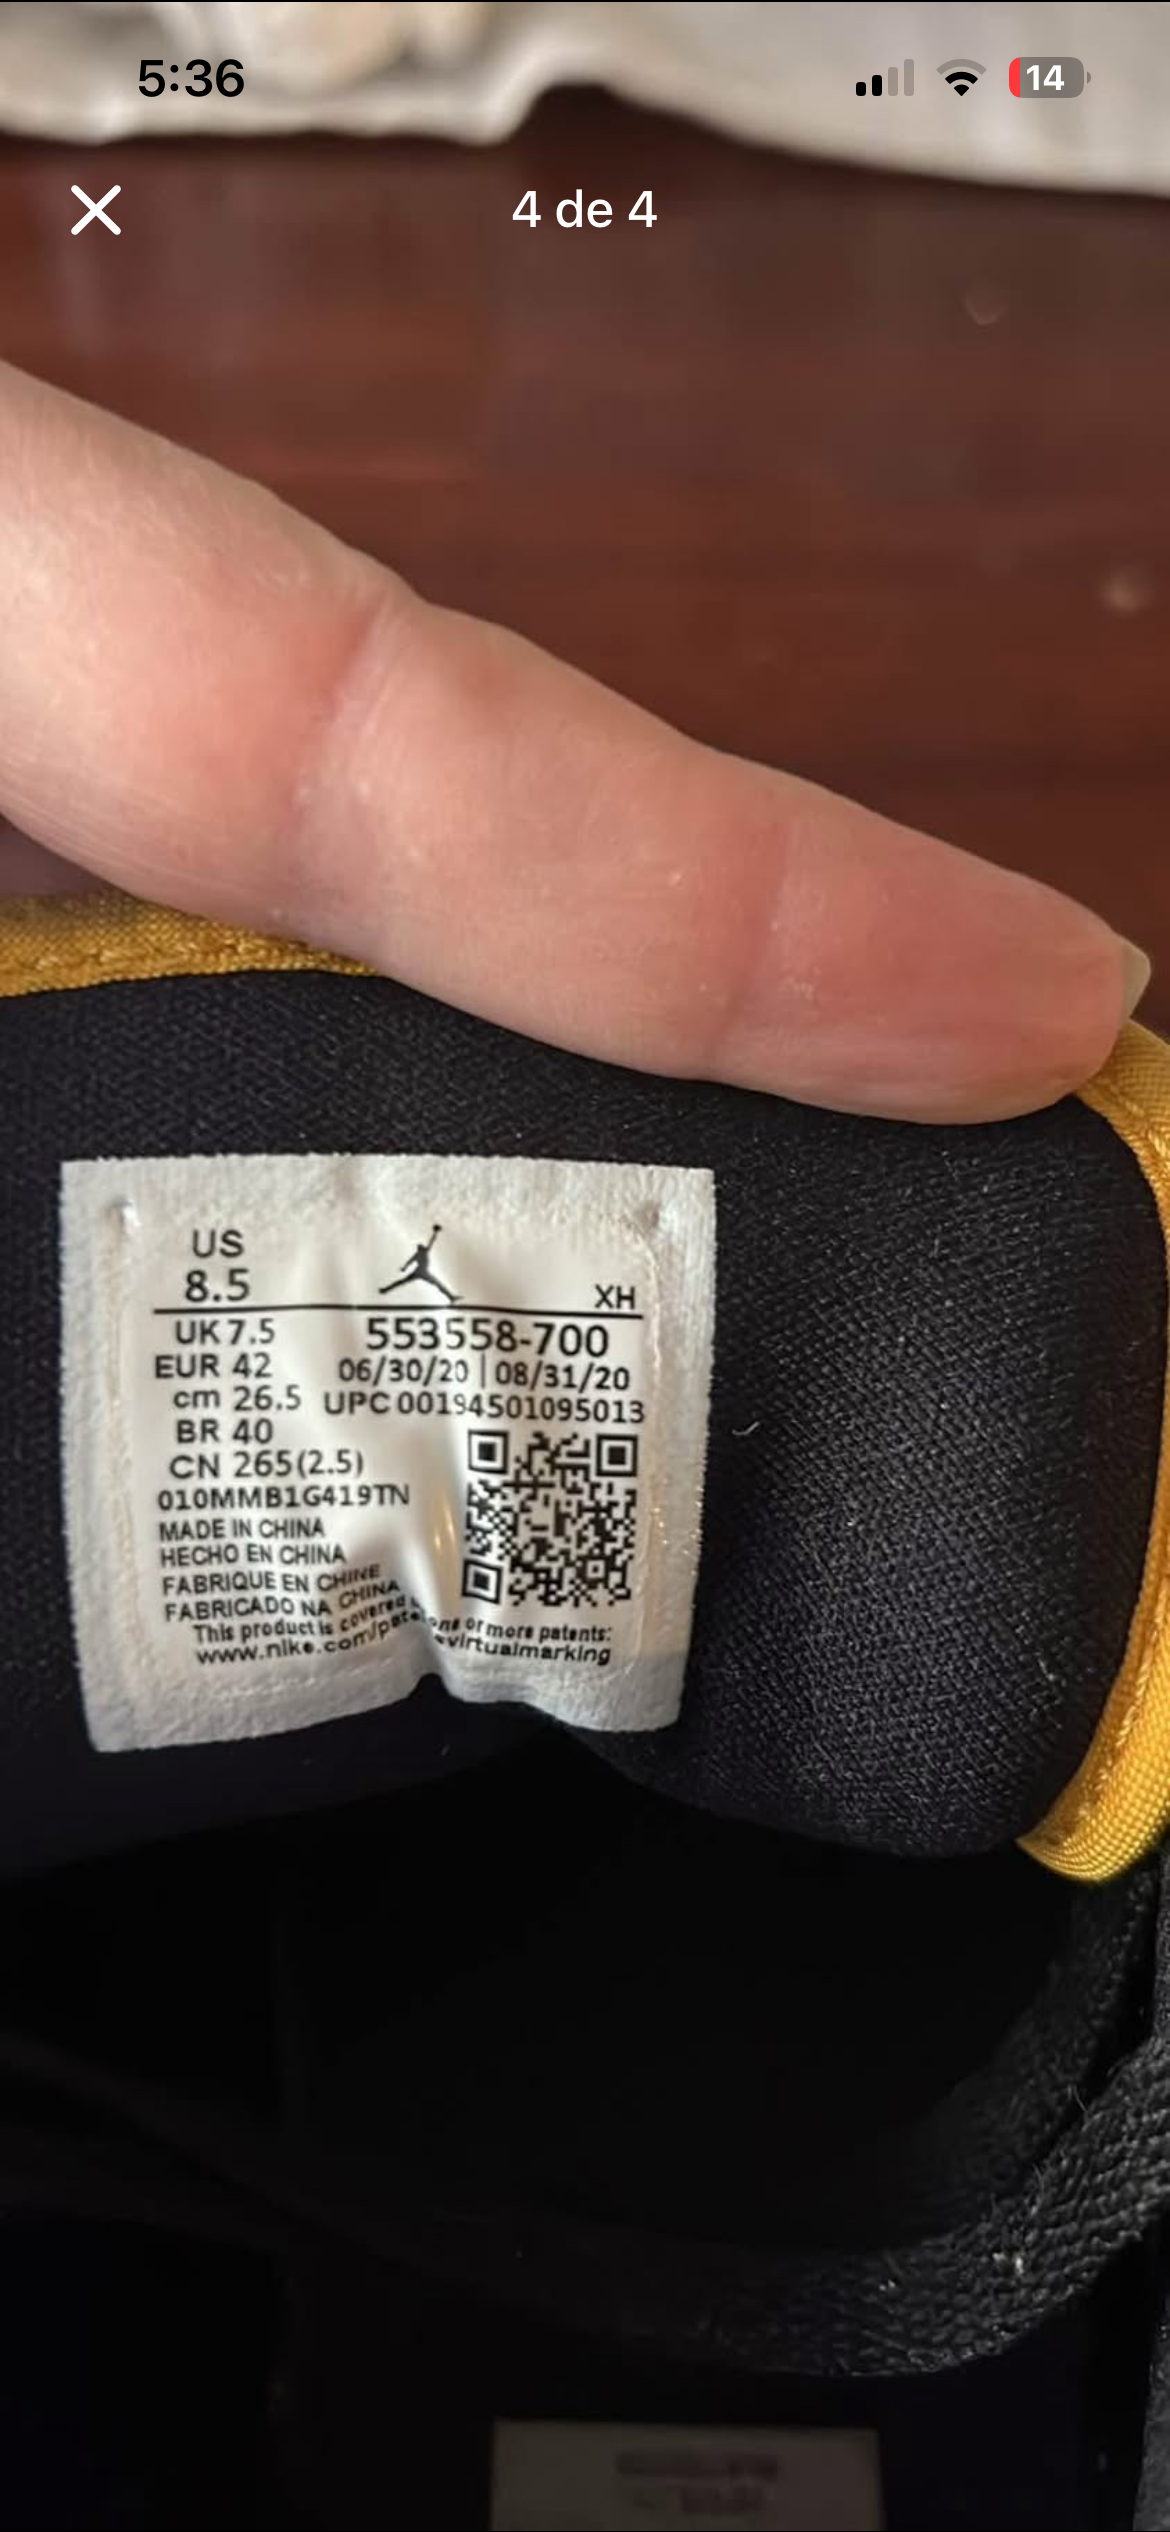 5:36
14
4 de 4
US
8.5
XH
UK 7.5
553558-700
EUR 42
06/30/20 | 08/31/20
cm 26.5
UPC 00194501095013
BR 40
CN 265(2.5)
010MMB1G419TN
MADE IN CHINA
HECHO EN CHINA
FABRIQUE EN CHINE
FABRICADO NA CHINA
This product is covered or more patents:
www.nike.com/ virtualmarking